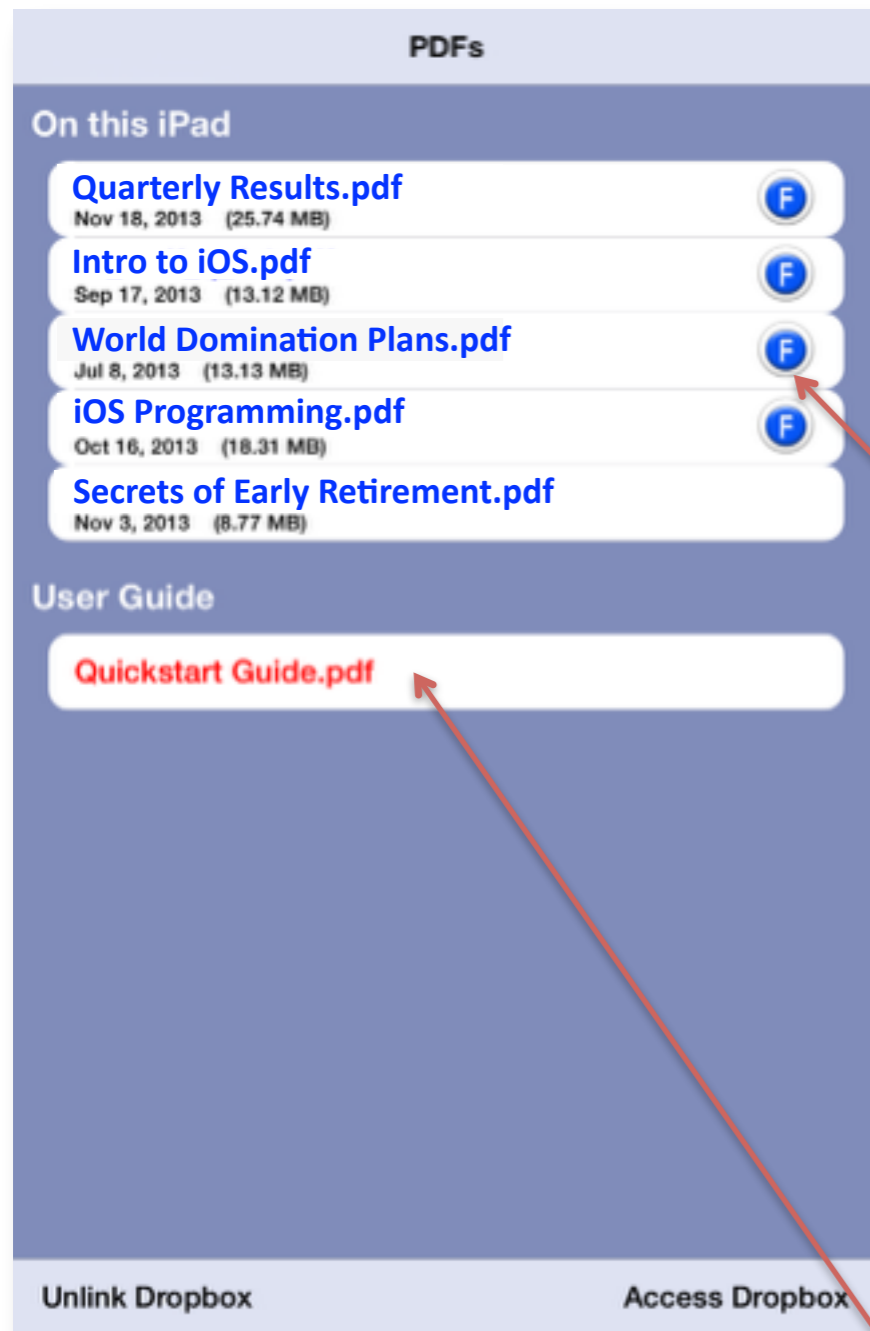 PDFs
On this iPad
Quarterly Results.pdf
F
Nov 18, 2013 (25.74 MB)
Intro to iOS.pdf
F
Sep 17, 2013 (13.12 MB)
World Domination Plans.pdf
F
Jul 8, 2013 (13.13 MB)
iOS Programming.pdf
F
Oct 16, 2013 (18.31 MB)
Secrets of Early Retirement.pdf
Nov 3, 2013 (8.77 MB)
User Guide
Quickstart Guide.pdf
Unlink Dropbox Access Dropbox